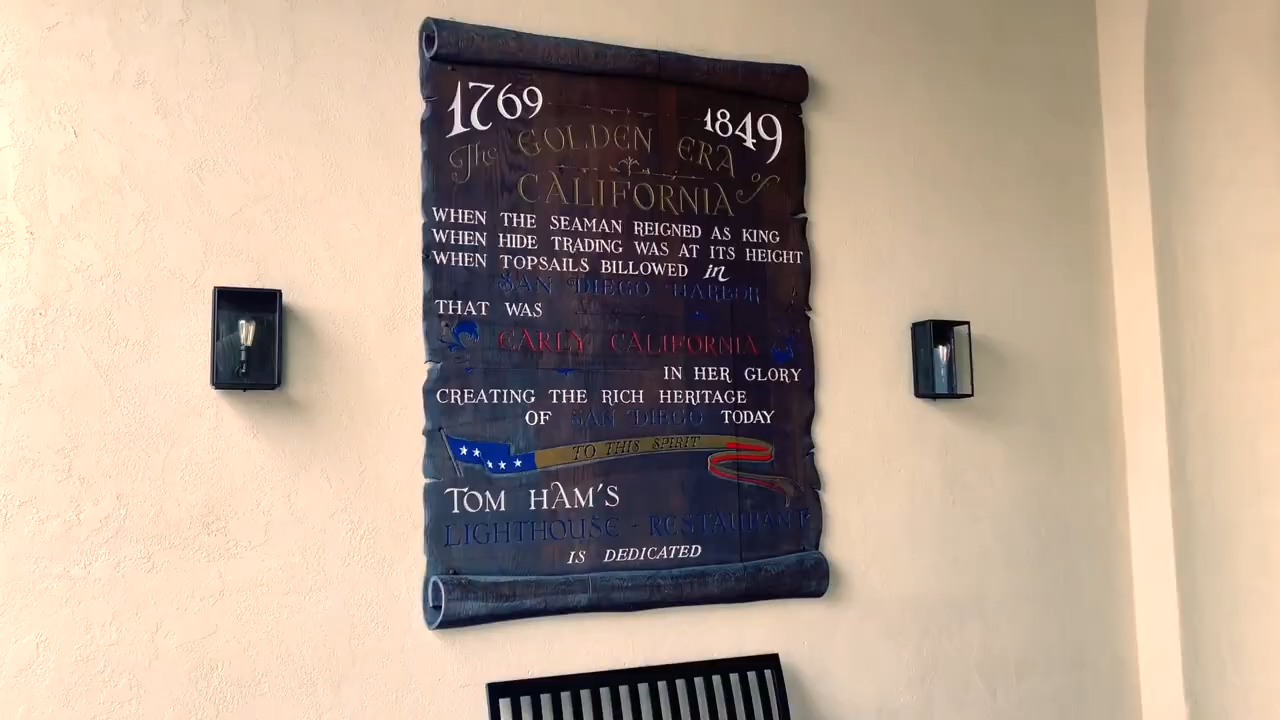 1769 1849
The GOLDEN ERA of
CALIFORNIA
WHEN THE SEAMAN REIGNED AS KING
WHEN HIDE TRADING WAS AT ITS HEIGHT
WHEN TOPSAILS BILLOWED in
SAN DIEGO HARBOR
THAT WAS
EARLY CALIFORNIA
IN HER GLORY
CREATING THE RICH HERITAGE
OF SAN DIEGO TODAY
TO THIS SPIRIT
TOM HAM'S
LIGHTHOUSE - RESTAURANT
IS DEDICATED